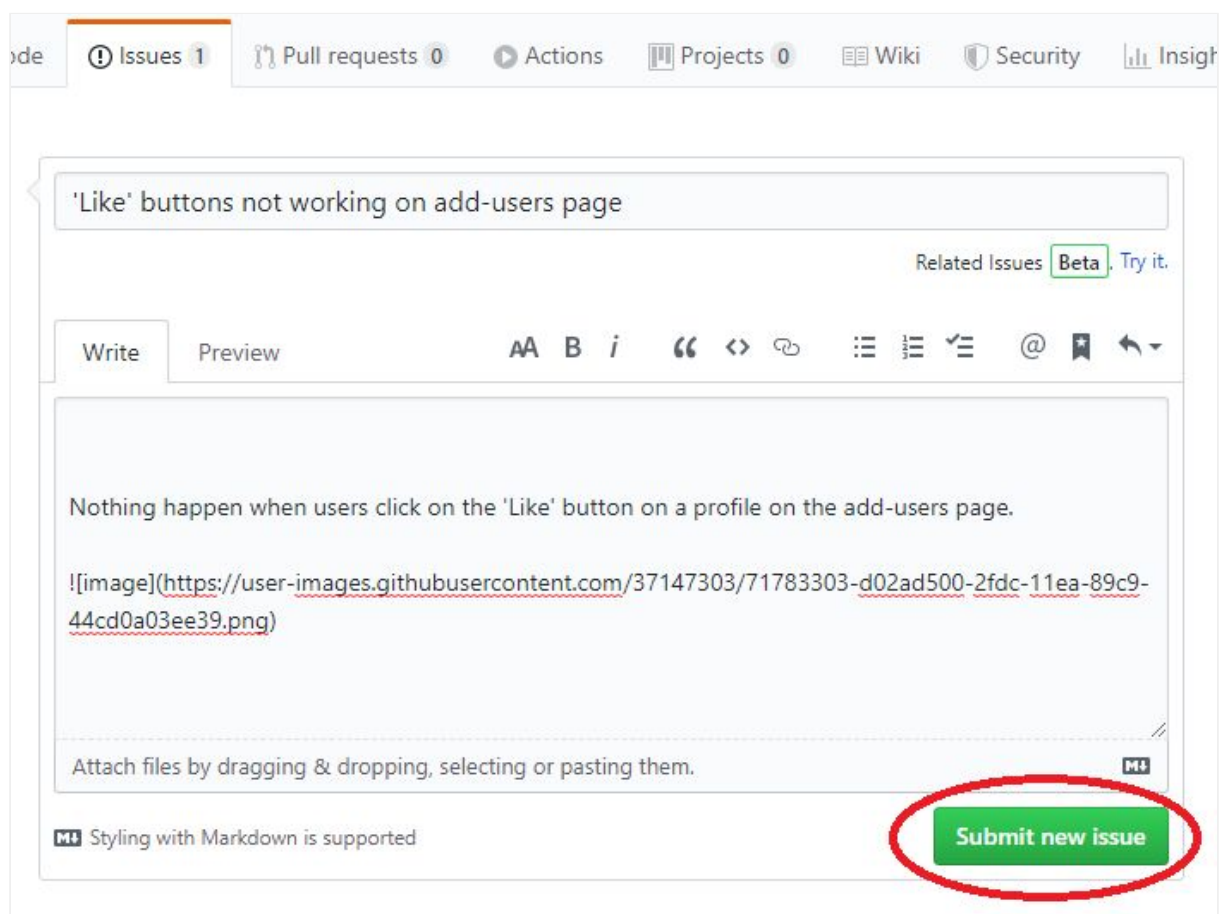 ode Issues 1 Pull requests 0 Actions Projects 0 Wiki Security Insigh
'Like' buttons not working on add-users page
Related Issues Beta. Try it.
Write Preview AA B i
Nothing happen when users click on the 'Like' button on a profile on the add-users page.
![image](https://user-images.githubusercontent.com/37147303/71783303-d02ad500-2fdc-11ea-89c9-
44cd0a03ee39.png)
Attach files by dragging & dropping, selecting or pasting them.
Styling with Markdown is supported
Submit new issue